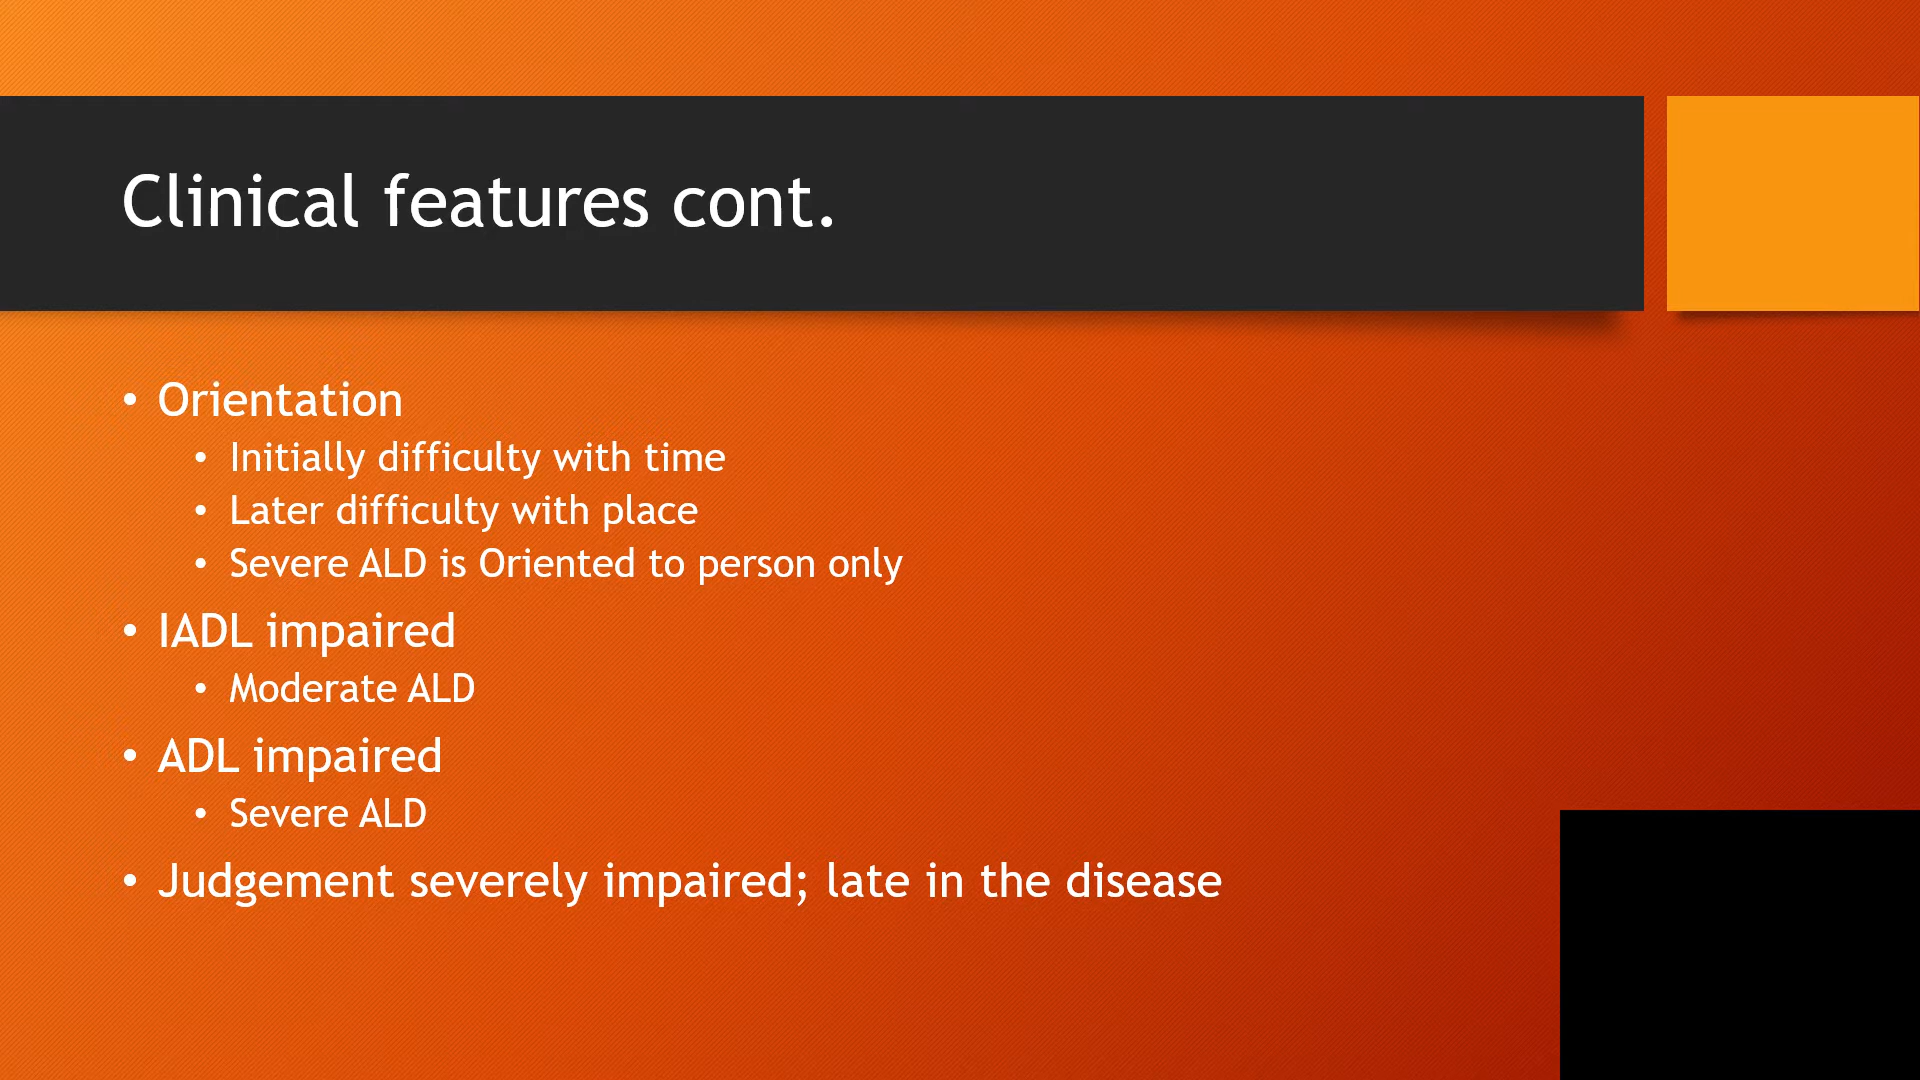 Clinical features cont.
• Orientation
• Initially difficulty with time
• Later difficulty with place
• Severe ALD is Oriented to person only
• IADL impaired
• Moderate ALD
• ADL impaired
• Severe ALD
• Judgement severely impaired; late in the disease